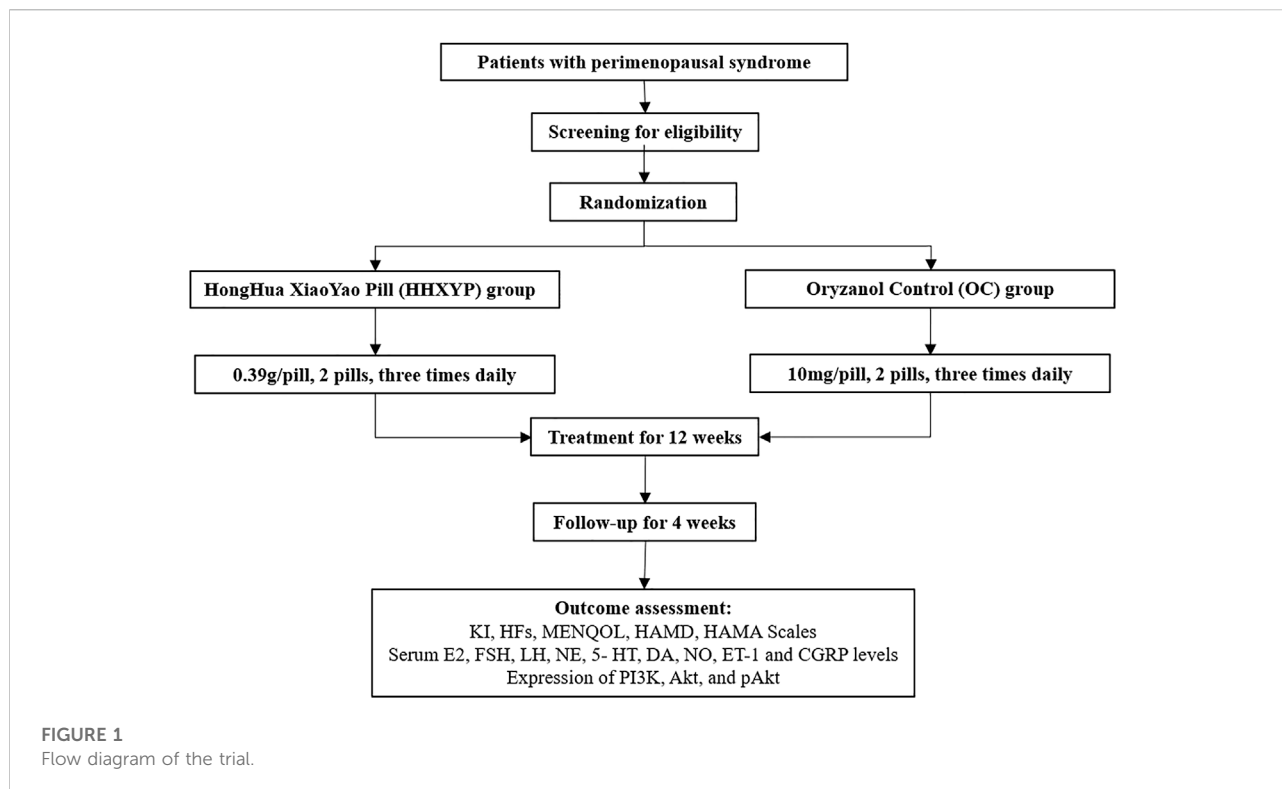 Patients with perimenopausal syndrome
Screening for eligibility
Randomization
HongHua XiaoYao Pill (HHXYP) group
Oryzanol Control (OC) group
0.39g/pill, 2 pills, three times daily
10mg/pill, 2 pills, three times daily
Treatment for 12 weeks
Follow-up for 4 weeks
Outcome assessment:
KI, HFs, MENQOL, HAMD, HAMA Scales
Serum E2, FSH, LH, NE, 5- HT, DA, NO, ET-1 and CGRP levels
Expression of PI3K, Akt, and pAkt
FIGURE 1
Flow diagram of the trial.